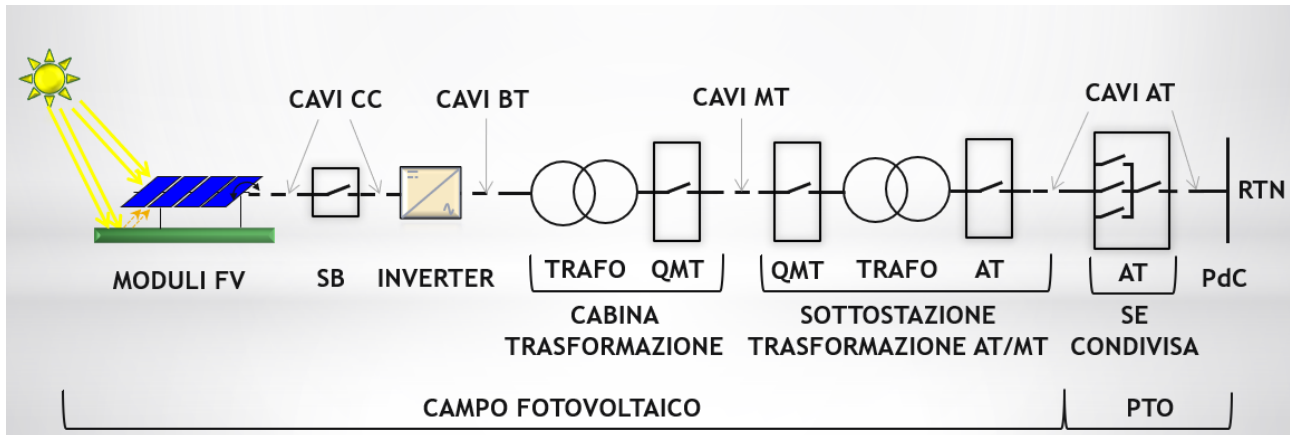 CAVI CC
CAVI BT
CAVI MT
CAVI AT
RTN
MODULI FV
SB
INVERTER
TRAFO
QMT
QMT
TRAFO
AT
AT
PdC
CABINA
TRASFORMAZIONE
SOTTOSTAZIONE
TRASFORMAZIONE AT/MT
SE
CONDIVISA
CAMPO FOTOVOLTAICO
PTO